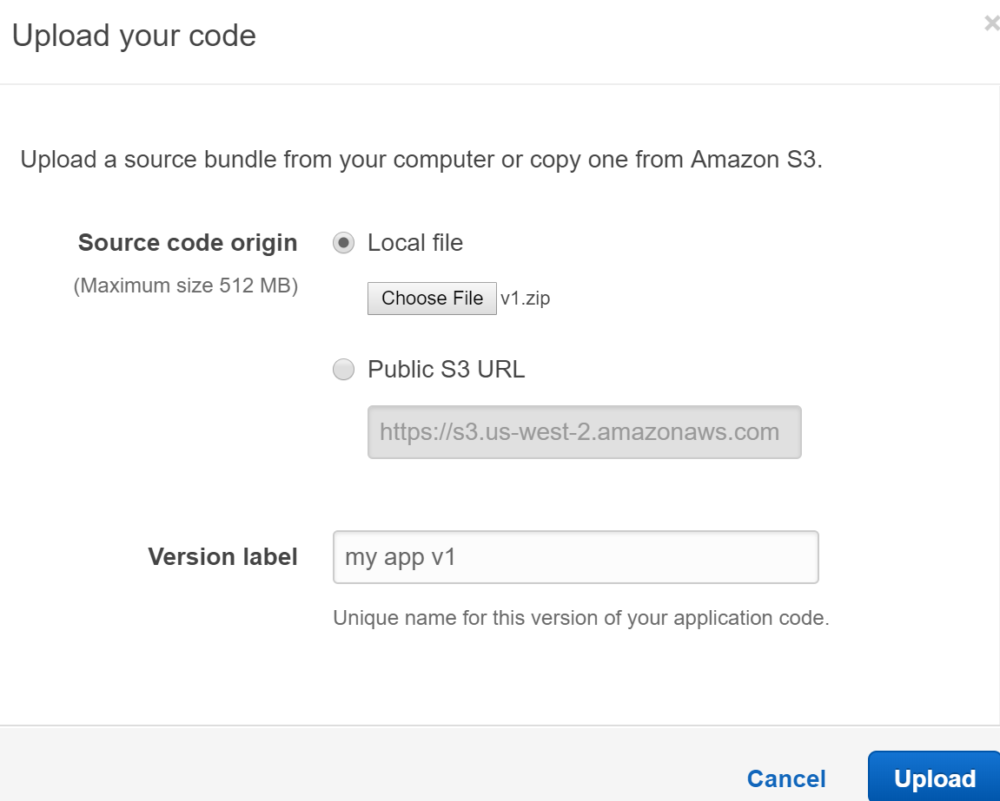 Upload your code
×
Upload a source bundle from your computer or copy one from Amazon S3.
Source code origin
Local file
(Maximum size 512 MB)
Choose File v1.zip
Public S3 URL
https://s3.us-west-2.amazonaws.com
Version label
my app v1
Unique name for this version of your application code.
Cancel
Upload